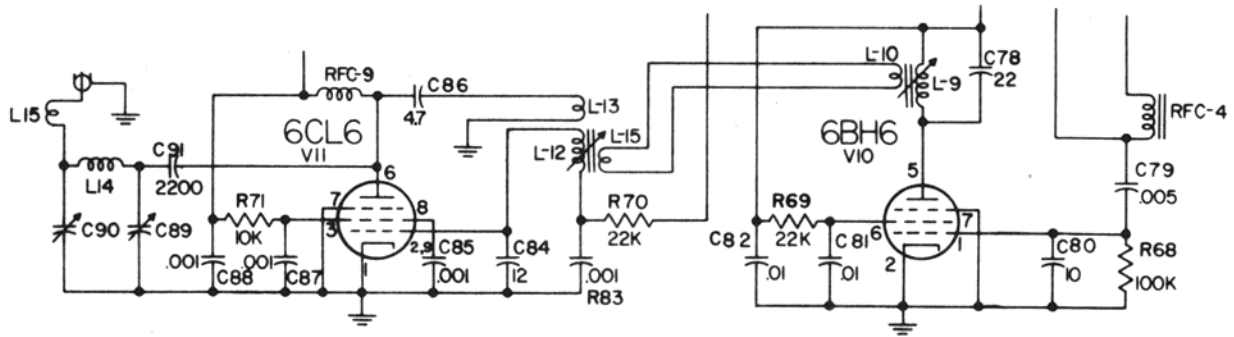 L15
L14
C90
C89
C91
2200
RFC-9
6CL6
V11
C86
4.7
L-13
L-12
L-15
6
7
3
8
2,9
1
R71
10K
.001
C88
.001
C87
C85
.001
C84
12
.001
R83
R70
22K
L-10
L-9
C78
22
6BH6
V10
5
6
7
1
2
R69
22K
C82
.01
C81
.01
C80
10
R68
100K
C79
.005
RFC-4